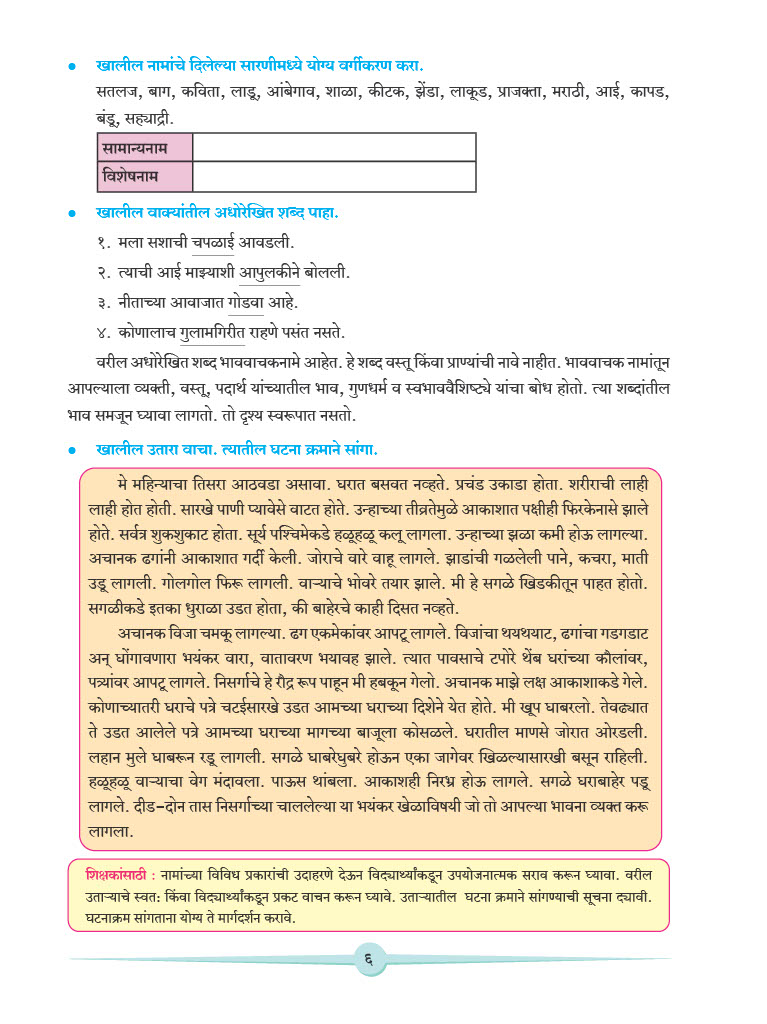 • खालील नामांचे दिलेल्या सारणीमध्ये योग्य वर्गीकरण करा.
सतलज, बाग, कविता, लाडू, आंबेगाव, शाळा, कीटक, झेंडा, लाकूड, प्राजक्ता, मराठी, आई, कापड,
बंडू, सह्याद्री.
सामान्यनाम
विशेषनाम
• खालील वाक्यांतील अधोरेखित शब्द पाहा.
१. मला सशाची चपळाई आवडली.
२. त्याची आई माझ्याशी आपुलकीने बोलली.
३. नीताच्या आवाजात गोडवा आहे.
४. कोणालाच गुलामगिरीत राहणे पसंत नसते.
वरील अधोरेखित शब्द भाववाचकनामे आहेत. हे शब्द वस्तू किंवा प्राण्यांची नावे नाहीत. भाववाचक नामांतून
आपल्याला व्यक्ती, वस्तू, पदार्थ यांच्यातील भाव, गुणधर्म व स्वभाववैशिष्ट्ये यांचा बोध होतो. त्या शब्दांतील
भाव समजून घ्यावा लागतो. तो दृश्य स्वरूपात नसतो.
• खालील उतारा वाचा. त्यातील घटना क्रमाने सांगा.
मे महिन्याचा तिसरा आठवडा असावा. घरात बसवत नव्हते. प्रचंड उकाडा होता. शरीराची लाही
लाही होत होती. सारखे पाणी प्यावेसे वाटत होते. उन्हाच्या तीव्रतेमुळे आकाशात पक्षीही फिरकेनासे झाले
होते. सर्वत्र शुकशुकाट होता. सूर्य पश्चिमेकडे हळूहळू कलू लागला. उन्हाच्या झळा कमी होऊ लागल्या.
अचानक ढगांनी आकाशात गर्दी केली. जोराचे वारे वाहू लागले. झाडांची गळलेली पाने, कचरा, माती
उडू लागली. गोलगोल फिरू लागली. वाऱ्याचे भोवरे तयार झाले. मी हे सगळे खिडकीतून पाहत होतो.
सगळीकडे इतका धुराळा उडत होता, की बाहेरचे काही दिसत नव्हते.
अचानक विजा चमकू लागल्या. ढग एकमेकांवर आपटू लागले. विजांचा थयथयाट, ढगांचा गडगडाट
अन् घोंगावणारा भयंकर वारा, वातावरण भयावह झाले. त्यात पावसाचे टपोरे थेंब घरांच्या कौलांवर,
पत्र्यांवर आपटू लागले. निसर्गाचे हे रौद्र रूप पाहून मी हबकून गेलो. अचानक माझे लक्ष आकाशाकडे गेले.
कोणाच्यातरी घराचे पत्रे चटईसारखे उडत आमच्या घराच्या दिशेने येत होते. मी खूप घाबरलो. तेवढ्यात
ते उडत आलेले पत्रे आमच्या घराच्या मागच्या बाजूला कोसळले. घरातील माणसे जोरात ओरडली.
लहान मुले घाबरून रडू लागली. सगळे घाबरेघुबरे होऊन एका जागेवर खिळल्यासारखी बसून राहिली.
हळूहळू वाऱ्याचा वेग मंदावला. पाऊस थांबला. आकाशही निरभ्र होऊ लागले. सगळे घराबाहेर पडू
लागले. दीड-दोन तास निसर्गाच्या चाललेल्या या भयंकर खेळाविषयी जो तो आपल्या भावना व्यक्त करू
लागला.
शिक्षकांसाठी : नामांच्या विविध प्रकारांची उदाहरणे देऊन विद्यार्थ्यांकडून उपयोजनात्मक सराव करून घ्यावा. वरील
उताऱ्याचे स्वत: किंवा विद्यार्थ्यांकडून प्रकट वाचन करून घ्यावे. उताऱ्यातील घटना क्रमाने सांगण्याची सूचना द्यावी.
घटनाक्रम सांगताना योग्य ते मार्गदर्शन करावे.
६